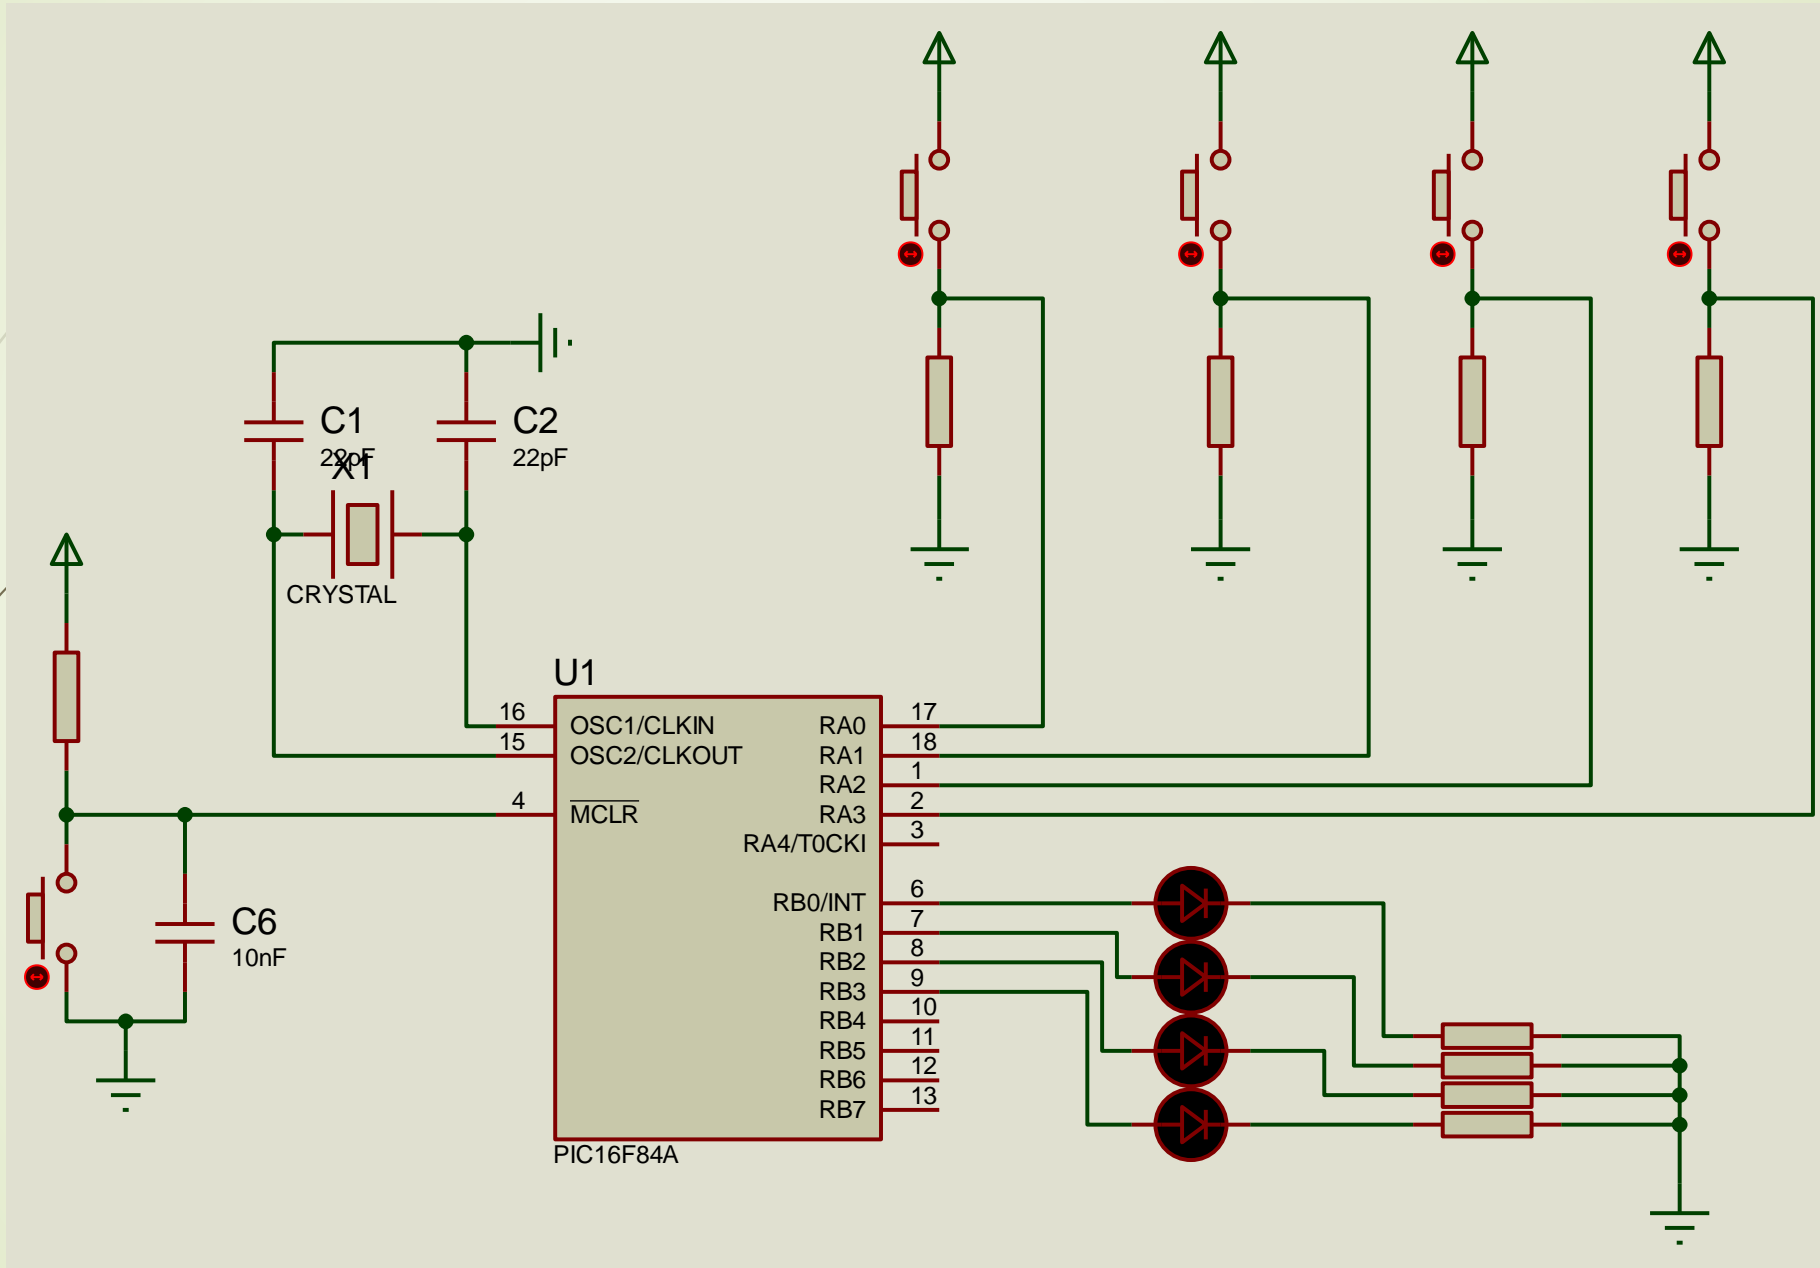 C1
22pF
X1
CRYSTAL
C2
22pF
U1
16
OSC1/CLKIN
15
OSC2/CLKOUT
4
MCLR
RA0
17
RA1
18
RA2
1
RA3
2
RA4/T0CKI
3
RB0/INT
6
RB1
7
RB2
8
RB3
9
RB4
10
RB5
11
RB6
12
RB7
13
PIC16F84A
C6
10nF